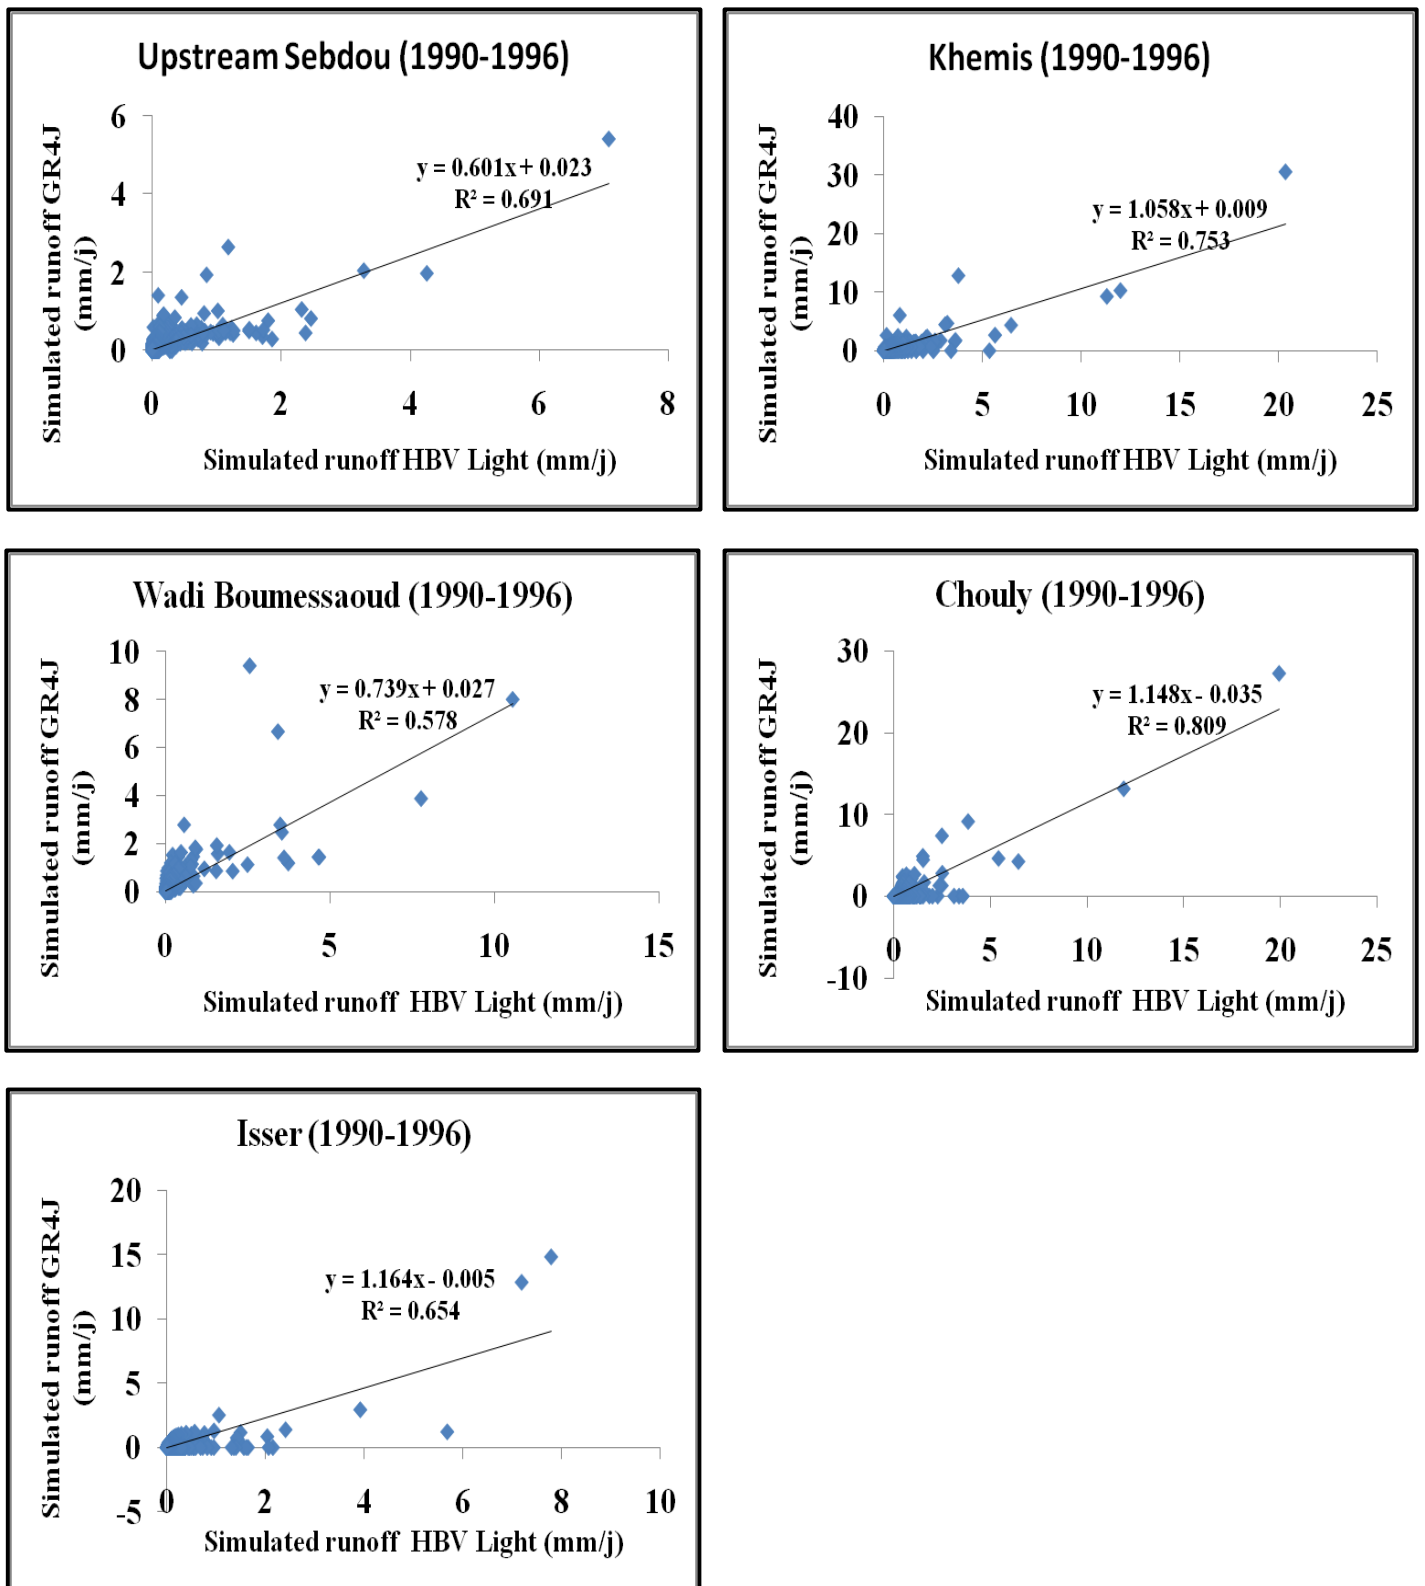 Upstream Sebdou (1990-1996)
Simulated runoff GR4J
(mm/j)
6
4
2
0
y = 0.601x + 0.023
R² = 0.691
0 2 4 6 8
Simulated runoff HBV Light (mm/j)
Khemis (1990-1996)
Simulated runoff GR4J
(mm/j)
40
30
20
10
0
y = 1.058x + 0.009
R² = 0.753
0 5 10 15 20 25
Simulated runoff HBV Light (mm/j)
Wadi Boumessaoud (1990-1996)
Simulated runoff GR4J
(mm/j)
10
8
6
4
2
0
y = 0.739x + 0.027
R² = 0.578
0 5 10 15
Simulated runoff HBV Light (mm/j)
Chouly (1990-1996)
Simulated runoff GR4J
(mm/j)
30
20
10
0
-10
y = 1.148x - 0.035
R² = 0.809
0 5 10 15 20 25
Simulated runoff HBV Light (mm/j)
Isser (1990-1996)
Simulated runoff GR4J
(mm/j)
20
15
10
5
0
-5
y = 1.164x - 0.005
R² = 0.654
0 2 4 6 8 10
Simulated runoff HBV Light (mm/j)